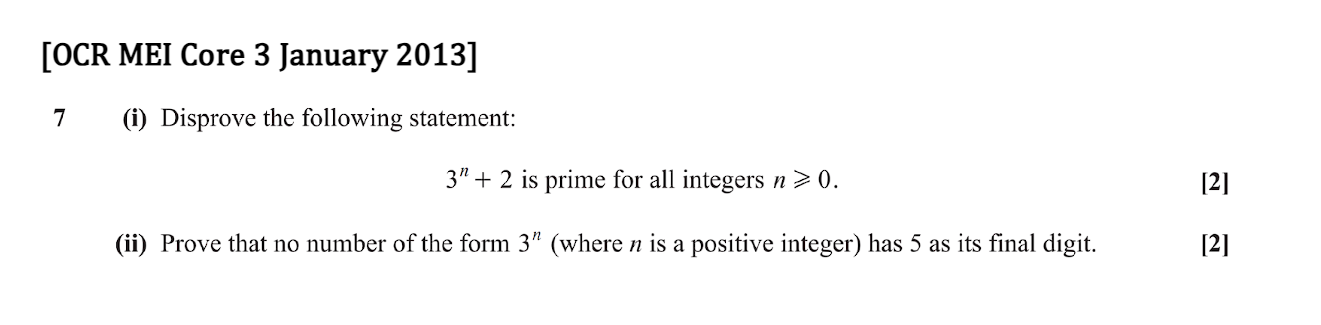 [OCR MEI Core 3 January 2013]
7 (i) Disprove the following statement:
3ⁿ + 2 is prime for all integers n ⩾ 0. [2]
(ii) Prove that no number of the form 3ⁿ (where n is a positive integer) has 5 as its final digit. [2]